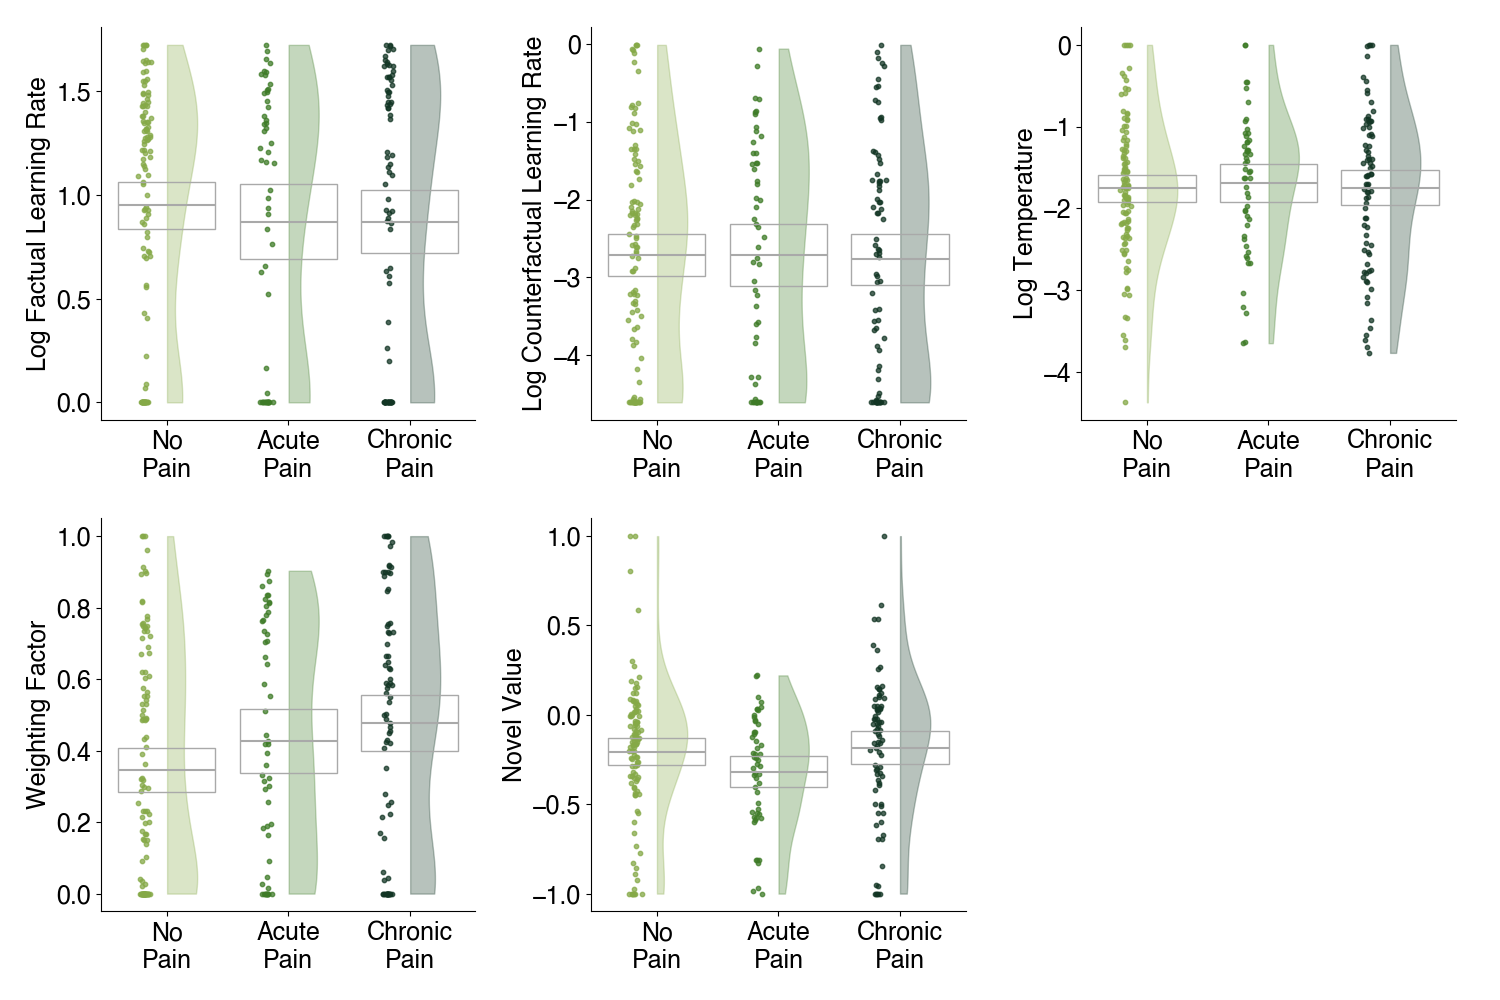 Log Factual Learning Rate
1.5
1.0
0.5
0.0
No
Pain
Acute
Pain
Chronic
Pain
Log Counterfactual Learning Rate
0
−1
−2
−3
−4
No
Pain
Acute
Pain
Chronic
Pain
Log Temperature
0
−1
−2
−3
−4
No
Pain
Acute
Pain
Chronic
Pain
Weighting Factor
1.0
0.8
0.6
0.4
0.2
0.0
No
Pain
Acute
Pain
Chronic
Pain
Novel Value
1.0
0.5
0.0
−0.5
−1.0
No
Pain
Acute
Pain
Chronic
Pain